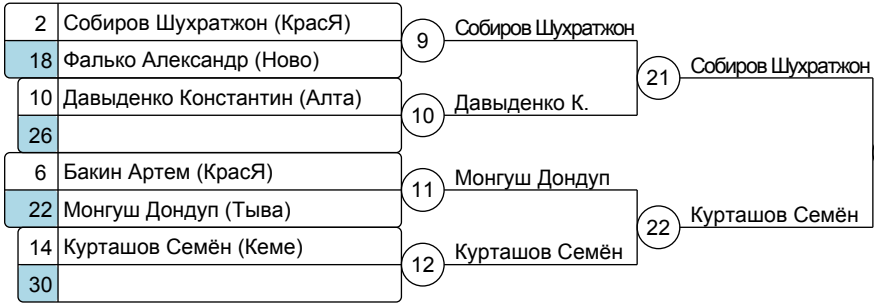 2 Собиров Шухратжон (КрасЯ)
18 Фалько Александр (Ново)
9 Собиров Шухратжон
10 Давыденко Константин (Алта)
26
10 Давыденко К.
21 Собиров Шухратжон
6 Бакин Артем (КрасЯ)
22 Монгуш Дондуп (Тыва)
11 Монгуш Дондуп
14 Курташов Семён (Кеме)
30
12 Курташов Семён
22 Курташов Семён